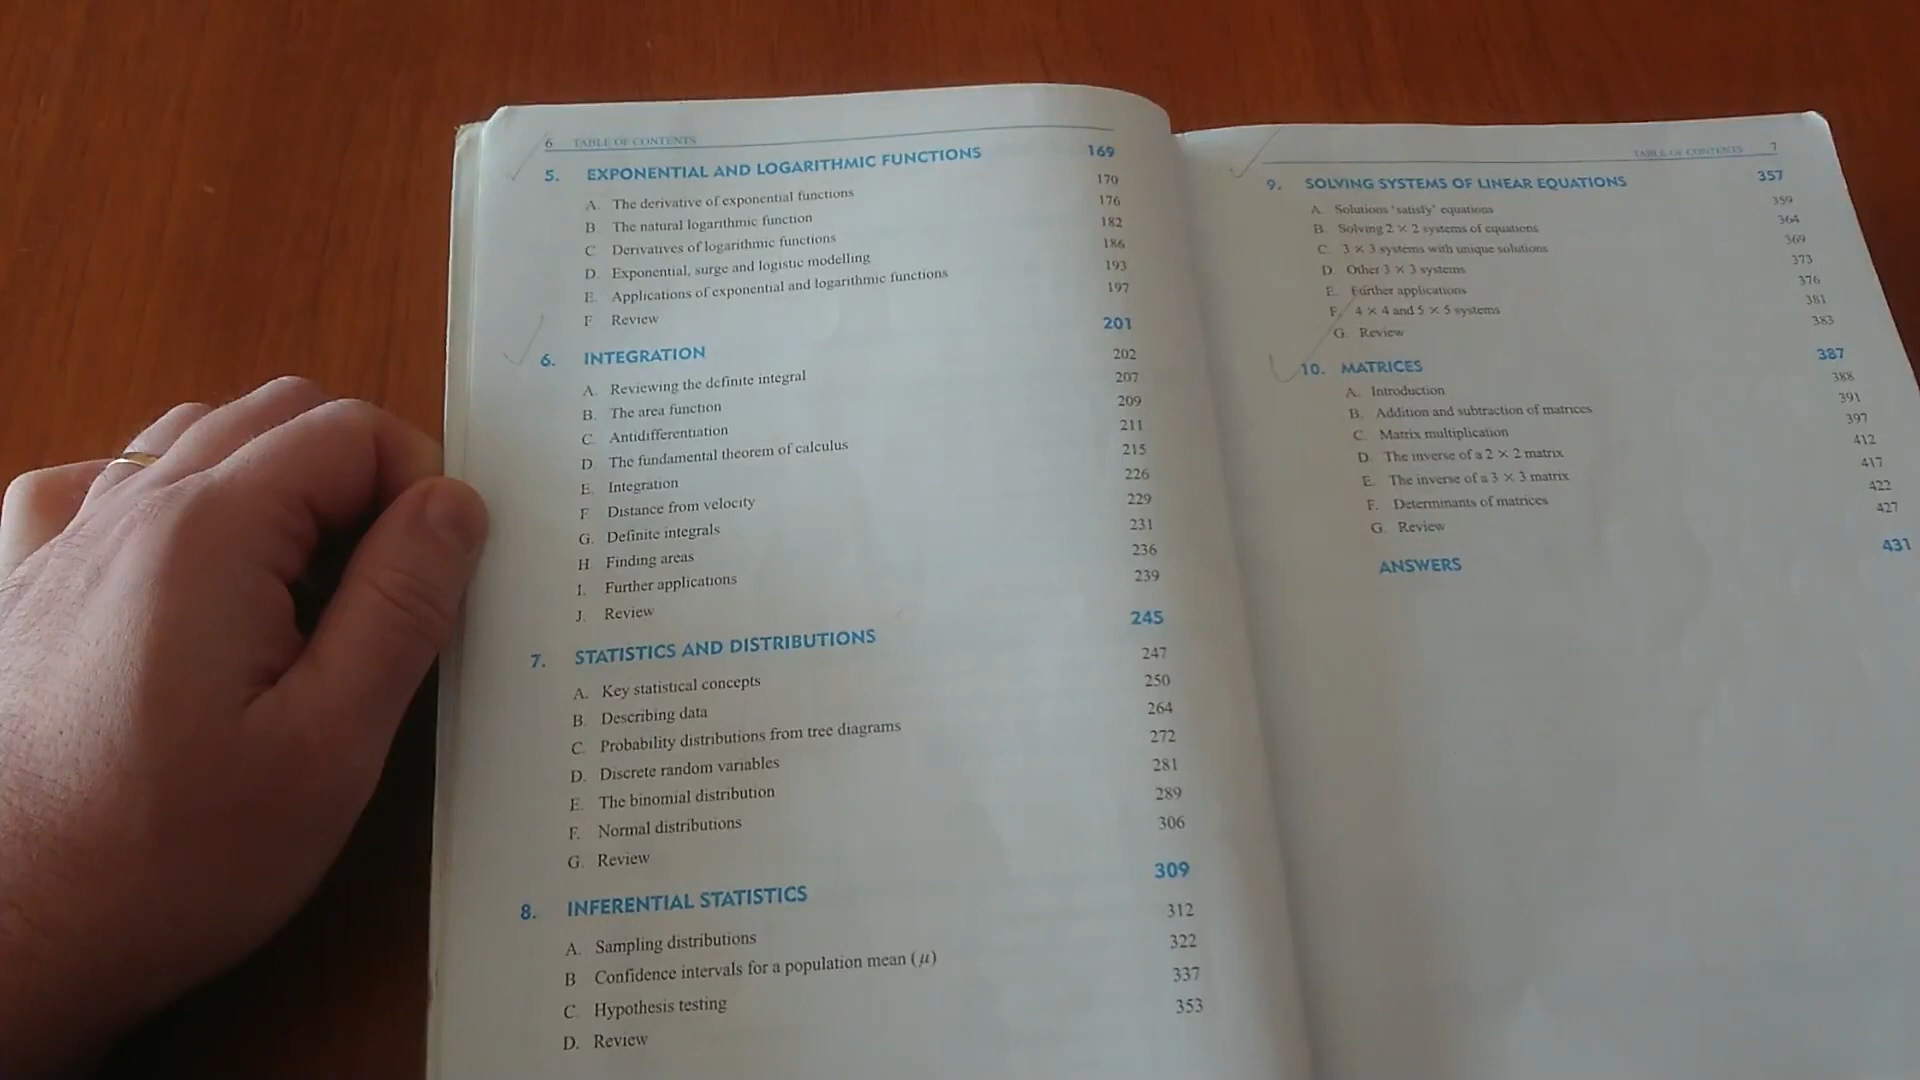 6 TABLE OF CONTENTS
5. EXPONENTIAL AND LOGARITHMIC FUNCTIONS 169
A. The derivative of exponential functions 170
B. The natural logarithmic function 176
C. Derivatives of logarithmic functions 182
D. Exponential, surge and logistic modelling 186
E. Applications of exponential and logarithmic functions 193
F Review 197
6. INTEGRATION 201
A. Reviewing the definite integral 202
B. The area function 207
C. Antidifferentiation 209
D. The fundamental theorem of calculus 211
E. Integration 215
F Distance from velocity 226
G. Definite integrals 229
H Finding areas 231
I. Further applications 236
J. Review 239
7. STATISTICS AND DISTRIBUTIONS 245
A. Key statistical concepts 247
B. Describing data 250
C. Probability distributions from tree diagrams 264
D. Discrete random variables 272
E. The binomial distribution 281
F. Normal distributions 289
G. Review 306
8. INFERENTIAL STATISTICS 309
A. Sampling distributions 312
B Confidence intervals for a population mean (μ) 322
C. Hypothesis testing 337
D. Review 353
TABLE OF CONTENTS 7
9. SOLVING SYSTEMS OF LINEAR EQUATIONS 357
A. Solutions 'satisfy' equations 359
B. Solving 2 × 2 systems of equations 364
C. 3 × 3 systems with unique solutions 369
D. Other 3 × 3 systems 373
E. Further applications 376
F. 4 × 4 and 5 × 5 systems 381
G. Review 383
10. MATRICES 387
A. Introduction 388
B. Addition and subtraction of matrices 391
C. Matrix multiplication 397
D. The inverse of a 2 × 2 matrix 412
E. The inverse of a 3 × 3 matrix 417
F. Determinants of matrices 422
G. Review 427
ANSWERS 431